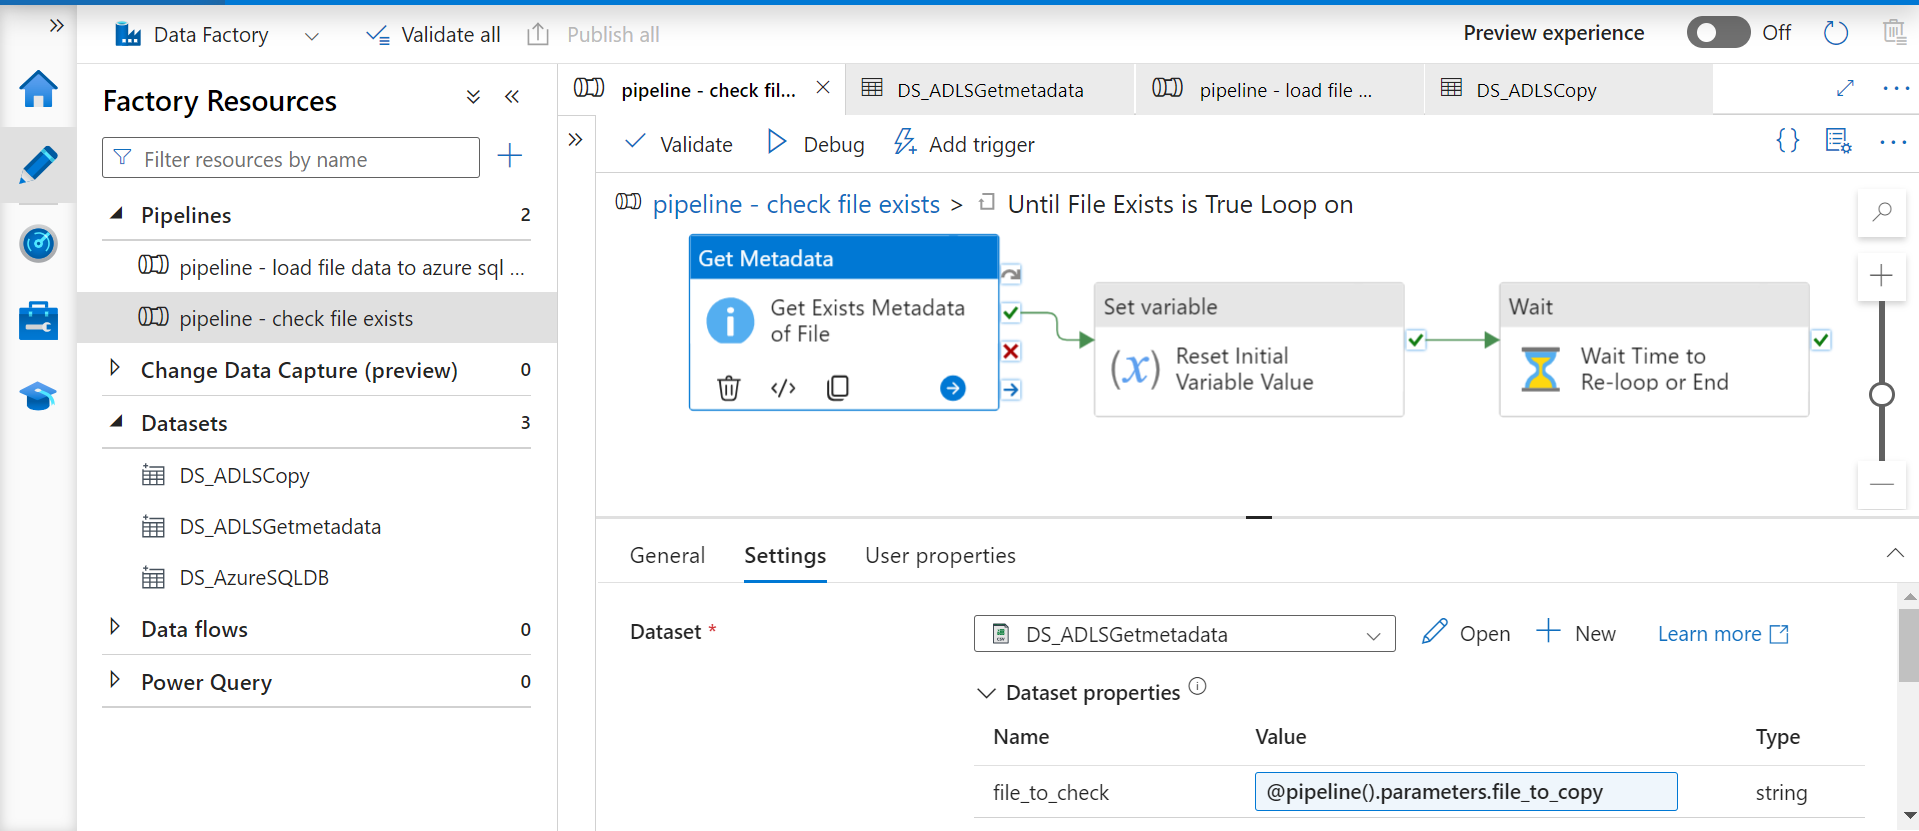 Data Factory
Validate all
Publish all
Preview experience
Off
Factory Resources
Filter resources by name
Pipelines 2
pipeline - load file data to azure sql ...
pipeline - check file exists
Change Data Capture (preview) 0
Datasets 3
DS_ADLSCopy
DS_ADLSGetmetadata
DS_AzureSQLDB
Data flows 0
Power Query 0
pipeline - check fil...
DS_ADLSGetmetadata
pipeline - load file ...
DS_ADLSCopy
Validate
Debug
Add trigger
pipeline - check file exists > Until File Exists is True Loop on
Get Metadata
Get Exists Metadata
of File
Set variable
(x)
Reset Initial
Variable Value
Wait
Wait Time to
Re-loop or End
General
Settings
User properties
Dataset *
DS_ADLSGetmetadata
Open
New
Learn more
Dataset properties
Name Value Type
file_to_check @pipeline().parameters.file_to_copy string